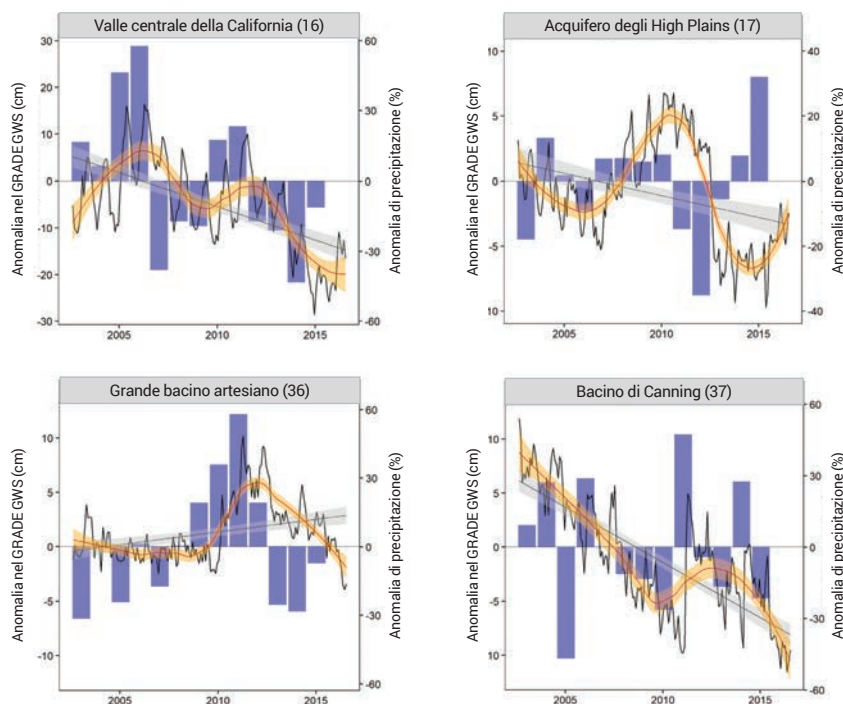 Valle centrale della California (16)
Anomalia nel GRADE GWS (cm)
30
20
10
0
-10
-20
-30
60
30
0
-30
-60
Anomalia di precipitazione (%)
2005 2010 2015
Acquifero degli High Plains (17)
Anomalia nel GRADE GWS (cm)
10
5
0
-5
10
40
20
0
-20
-40
Anomalia di precipitazione (%)
2005 2010 2015
Grande bacino artesiano (36)
Anomalia nel GRADE GWS (cm)
10
5
0
-5
-10
60
30
0
-30
-60
Anomalia di precipitazione (%)
2005 2010 2015
Bacino di Canning (37)
Anomalia nel GRADE GWS (cm)
10
5
0
-5
10
60
30
0
-30
-60
Anomalia di precipitazione (%)
2005 2010 2015